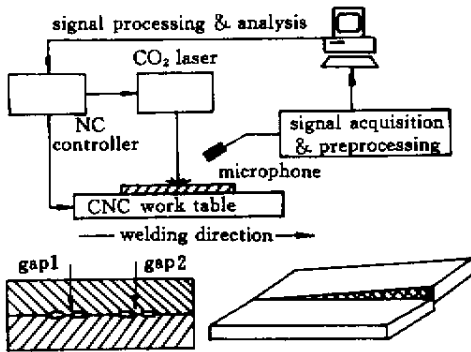 signal processing & analysis
CO₂ laser
NC
controller
signal acquisition
& preprocessing
microphone
CNC work table
welding direction
gap1
gap2